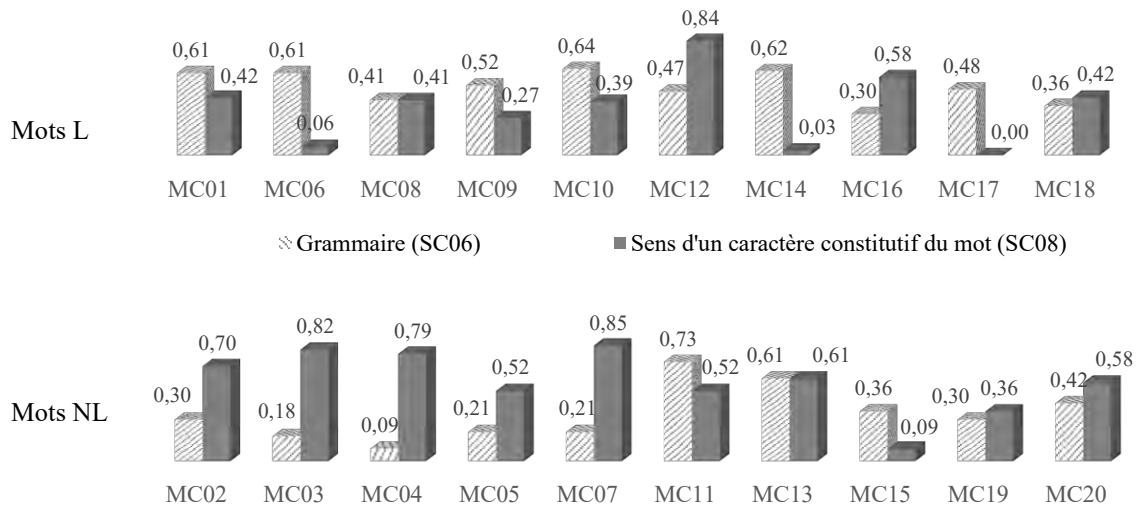 0,84
0,61 0,61 0,62 0,64 0,58
0,52 0,47 0,48
0,42 0,41 0,41 0,39 0,36 0,42
0,27 0,30
0,06 0,03 0,00
Mots L
MC01 MC06 MC08 MC09 MC10 MC12 MC14 MC16 MC17 MC18
Grammaire (SC06) Sens d'un caractère constitutif du mot (SC08)
0,70 0,82 0,79 0,85 0,73
0,52 0,52 0,61 0,61 0,58
0,30 0,18 0,09 0,21 0,21 0,36 0,09 0,30 0,36 0,42
Mots NL
MC02 MC03 MC04 MC05 MC07 MC11 MC13 MC15 MC19 MC20